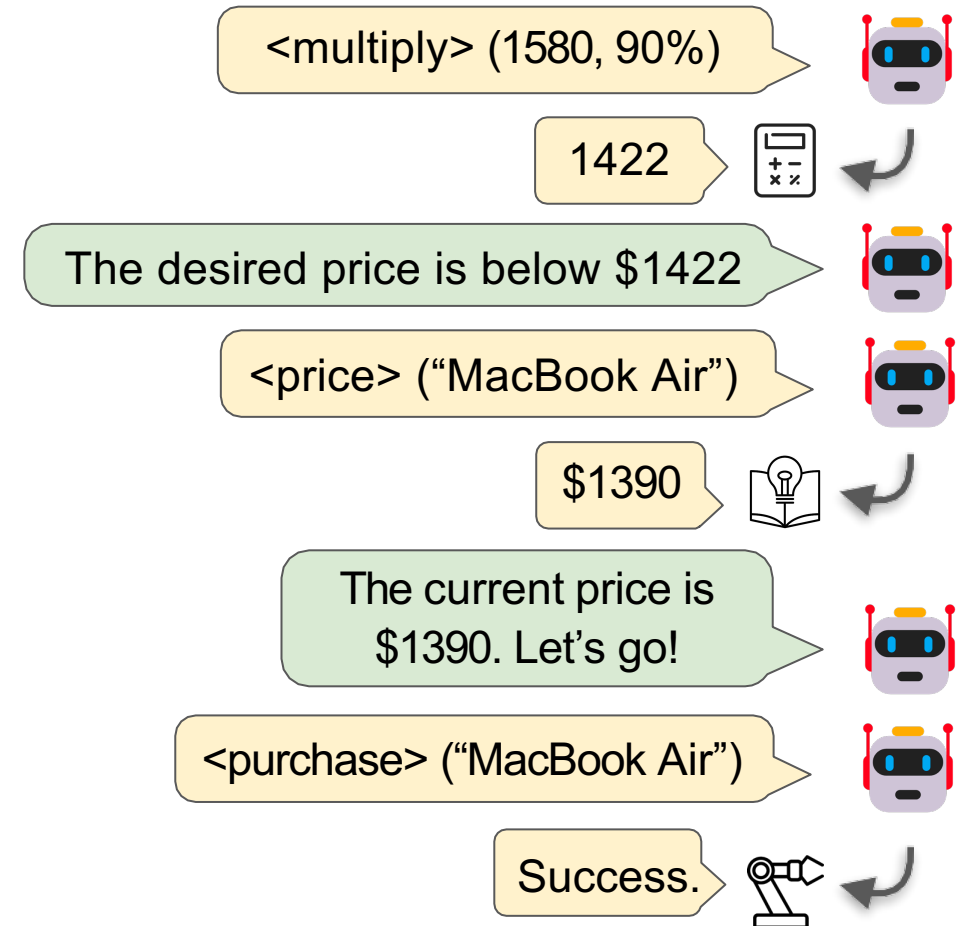 <multiply> (1580, 90%)
1422
The desired price is below $1422
<price> (“MacBook Air”)
$1390
The current price is
$1390. Let’s go!
<purchase> (“MacBook Air”)
Success.